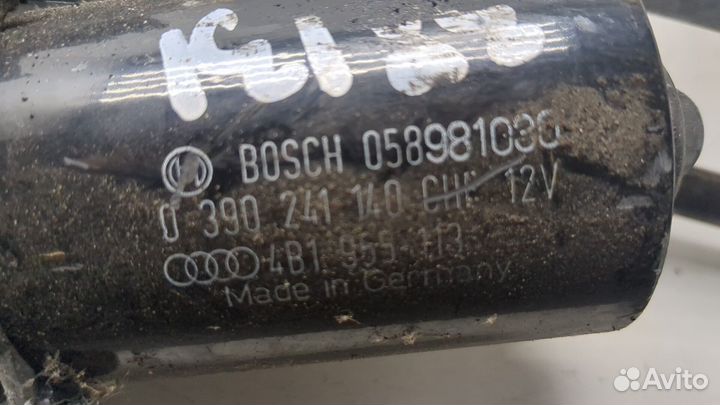 BOSCH 058981030
0 390 241 140 CHF 12V
4B1 955 113
Made in Germany
Avito